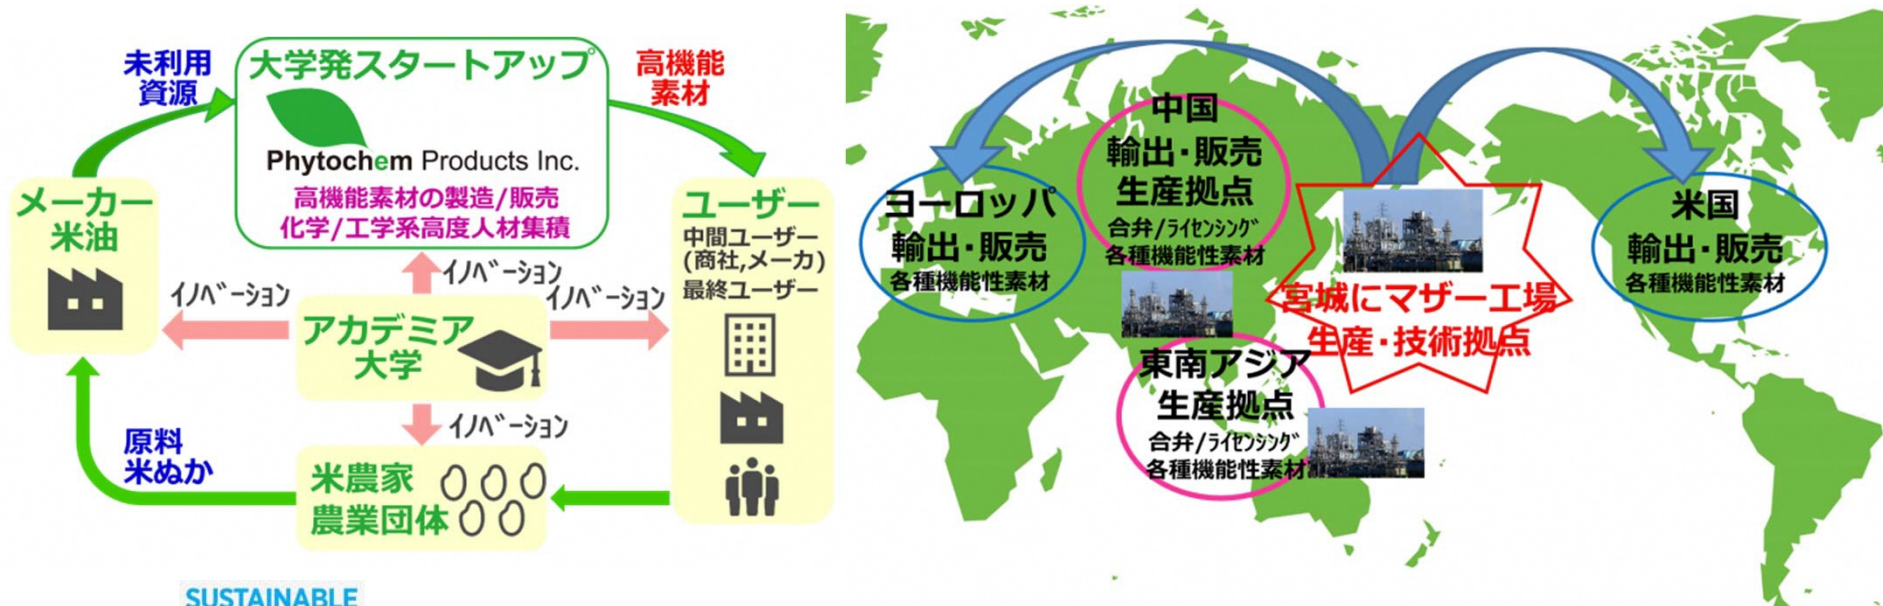 未利用
資源
大学発スタートアップ
Phytochem Products Inc.
高機能素材の製造/販売
化学/工学系高度人材集積
高機能
素材
メーカー
米油
ユーザー
中間ユーザー
(商社,メーカ)
最終ユーザー
イノベーション
イノベーション
イノベーション
アカデミア
大学
イノベーション
原料
米ぬか
米農家
農業団体
SUSTAINABLE
中国
輸出・販売
生産拠点
合弁/ライセンシング
各種機能性素材
ヨーロッパ
輸出・販売
各種機能性素材
米国
輸出・販売
各種機能性素材
宮城にマザー工場
生産・技術拠点
東南アジア
生産拠点
合弁/ライセンシング
各種機能性素材